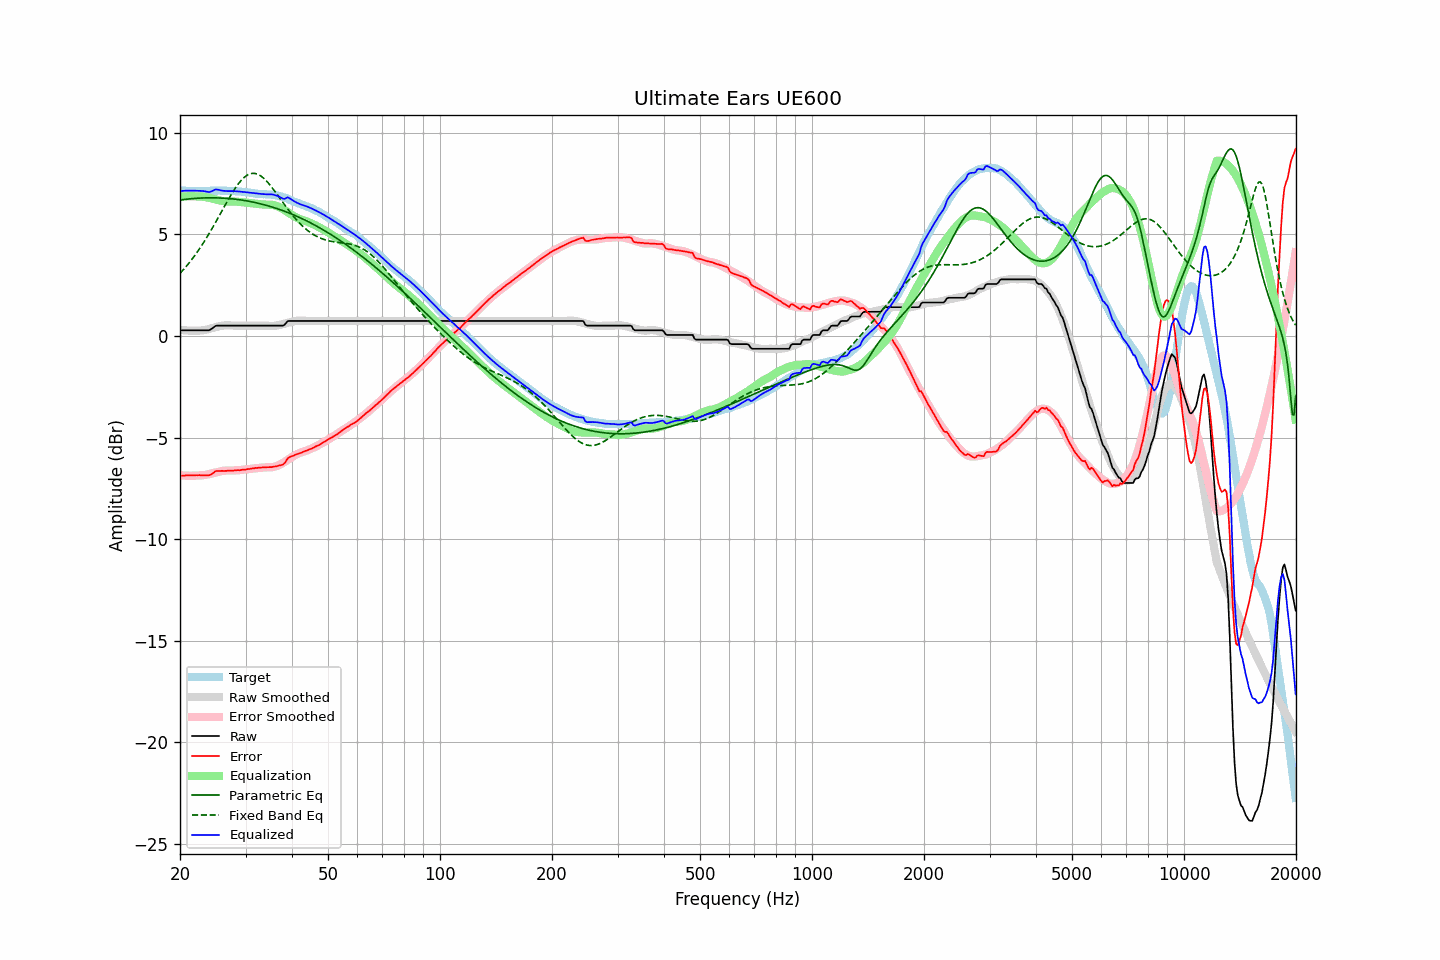 Ultimate Ears UE600
Amplitude (dBr)
10
5
0
−5
−10
−15
−20
−25
Target
Raw Smoothed
Error Smoothed
Raw
Error
Equalization
Parametric Eq
Fixed Band Eq
Equalized
20 50 100 200 500 1000 2000 5000 10000 20000
Frequency (Hz)